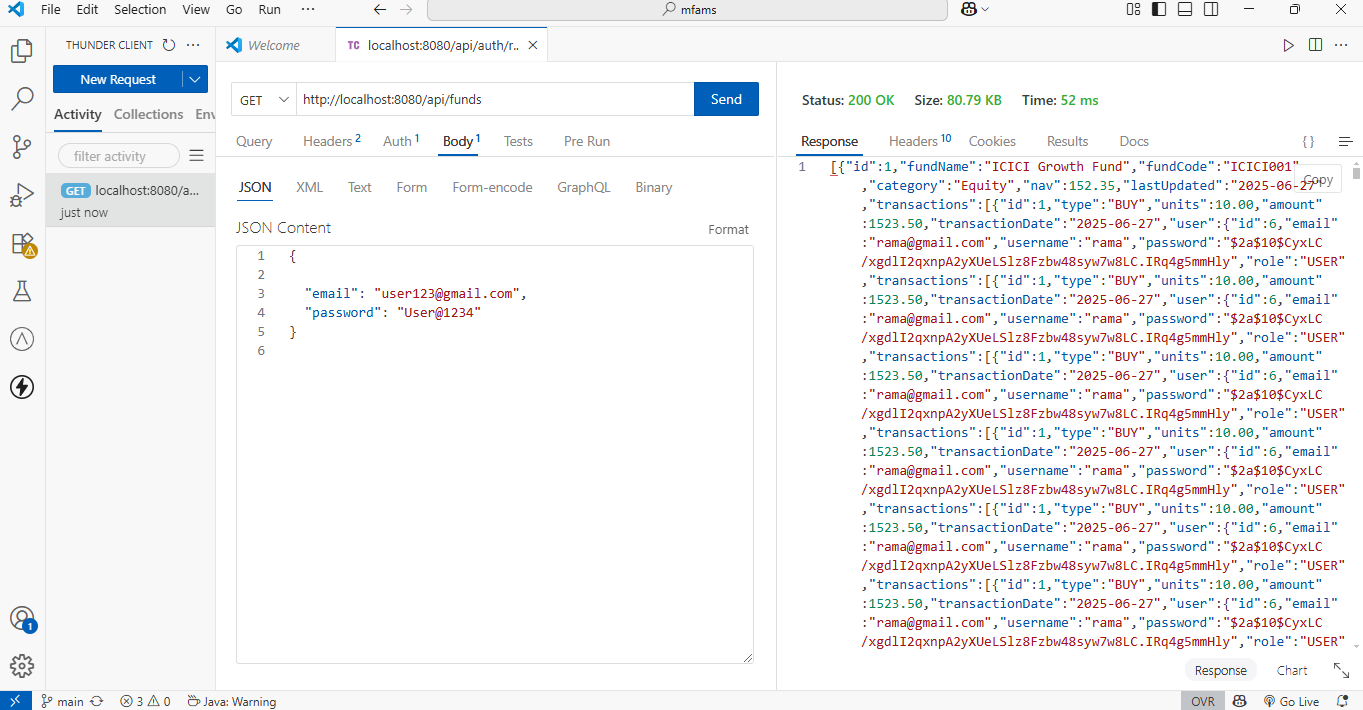 File Edit Selection View Go Run ··· mfams
THUNDER CLIENT ···
Welcome
TC localhost:8080/api/auth/r..
New Request
Activity Collections Env
filter activity
GET localhost:8080/a...
just now
GET http://localhost:8080/api/funds Send
Query Headers 2 Auth 1 Body 1 Tests Pre Run
JSON XML Text Form Form-encode GraphQL Binary
JSON Content Format
1 {
2
3 "email": "user123@gmail.com",
4 "password": "User@1234"
5 }
6
Status: 200 OK Size: 80.79 KB Time: 52 ms
Response Headers 10 Cookies Results Docs { }
Copy
1 [{"id":1,"fundName":"ICICI Growth Fund","fundCode":"ICICI001"
,"category":"Equity","nav":152.35,"lastUpdated":"2025-06-27"
,"transactions":[{"id":1,"type":"BUY","units":10.00,"amount"
:1523.50,"transactionDate":"2025-06-27","user":{"id":6,"email"
:"rama@gmail.com","username":"rama","password":"$2a$10$CyxLC
/xgdlI2qxnpA2yXUeLSlz8Fzbw48syw7w8LC.IRq4g5mmHly","role":"USER"
,"transactions":[{"id":1,"type":"BUY","units":10.00,"amount"
:1523.50,"transactionDate":"2025-06-27","user":{"id":6,"email"
:"rama@gmail.com","username":"rama","password":"$2a$10$CyxLC
/xgdlI2qxnpA2yXUeLSlz8Fzbw48syw7w8LC.IRq4g5mmHly","role":"USER"
,"transactions":[{"id":1,"type":"BUY","units":10.00,"amount"
:1523.50,"transactionDate":"2025-06-27","user":{"id":6,"email"
:"rama@gmail.com","username":"rama","password":"$2a$10$CyxLC
/xgdlI2qxnpA2yXUeLSlz8Fzbw48syw7w8LC.IRq4g5mmHly","role":"USER"
,"transactions":[{"id":1,"type":"BUY","units":10.00,"amount"
:1523.50,"transactionDate":"2025-06-27","user":{"id":6,"email"
:"rama@gmail.com","username":"rama","password":"$2a$10$CyxLC
/xgdlI2qxnpA2yXUeLSlz8Fzbw48syw7w8LC.IRq4g5mmHly","role":"USER"
,"transactions":[{"id":1,"type":"BUY","units":10.00,"amount"
:1523.50,"transactionDate":"2025-06-27","user":{"id":6,"email"
:"rama@gmail.com","username":"rama","password":"$2a$10$CyxLC
/xgdlI2qxnpA2yXUeLSlz8Fzbw48syw7w8LC.IRq4g5mmHly","role":"USER"
,"transactions":[{"id":1,"type":"BUY","units":10.00,"amount"
:1523.50,"transactionDate":"2025-06-27","user":{"id":6,"email"
:"rama@gmail.com","username":"rama","password":"$2a$10$CyxLC
/xgdlI2qxnpA2yXUeLSlz8Fzbw48syw7w8LC.IRq4g5mmHly","role":"USER"
Response Chart
1
main 3 0 Java: Warning OVR Go Live